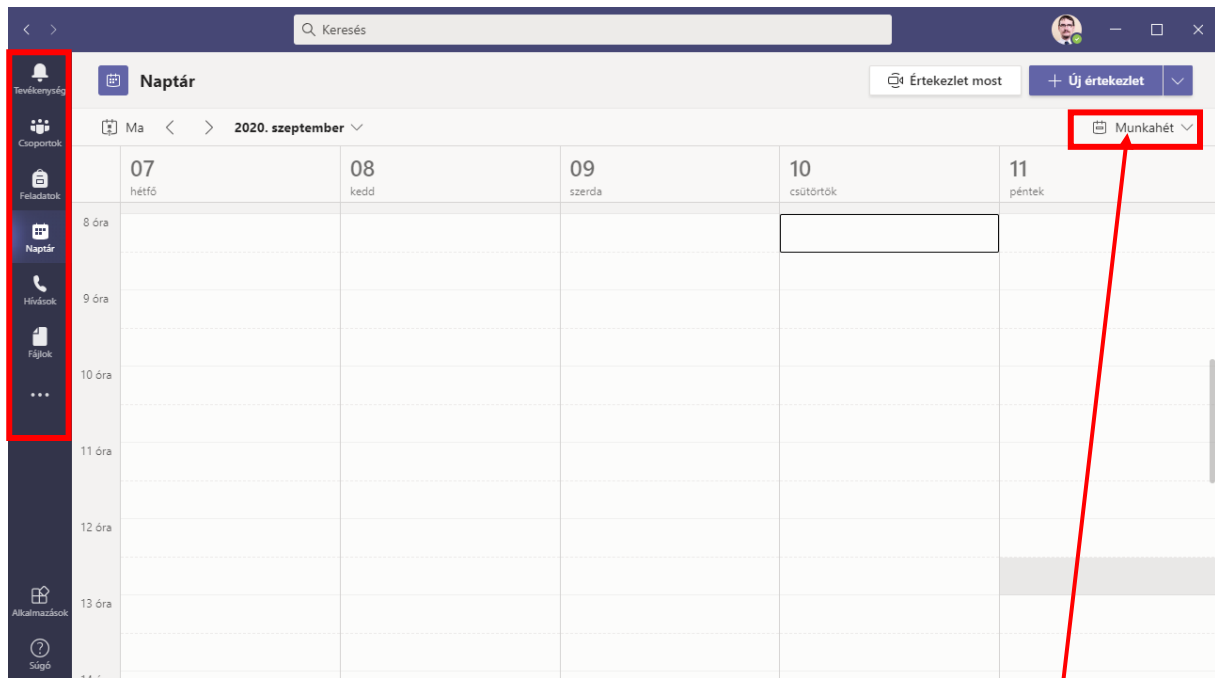 Keresés
Tevékenység
Csoportok
Feladatok
Naptár
Hívások
Fájlok
Alkalmazások
Súgó
Naptár
Értekezlet most
+ Új értekezlet
Ma
2020. szeptember
Munkahét
07
hétfő
08
kedd
09
szerda
10
csütörtök
11
péntek
8 óra
9 óra
10 óra
11 óra
12 óra
13 óra